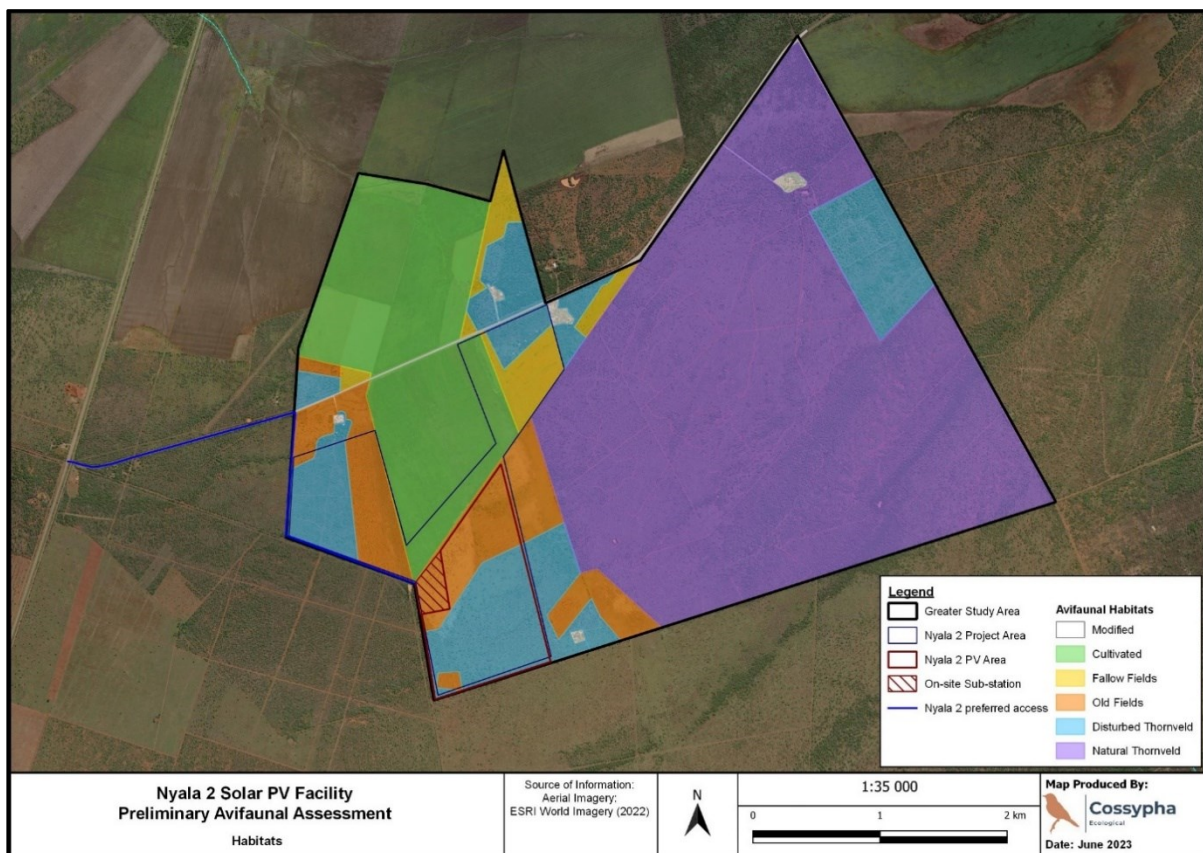 Legend
Greater Study Area
Nyala 2 Project Area
Nyala 2 PV Area
On-site Sub-station
Nyala 2 preferred access
Avifaunal Habitats
Modified
Cultivated
Fallow Fields
Old Fields
Disturbed Thornveld
Natural Thornveld
Nyala 2 Solar PV Facility
Preliminary Avifaunal Assessment
Habitats
Source of Information:
Aerial Imagery:
ESRI World Imagery (2022)
N
1:35 000
0 1 2 km
Map Produced By:
Cossypha
Ecological
Date: June 2023